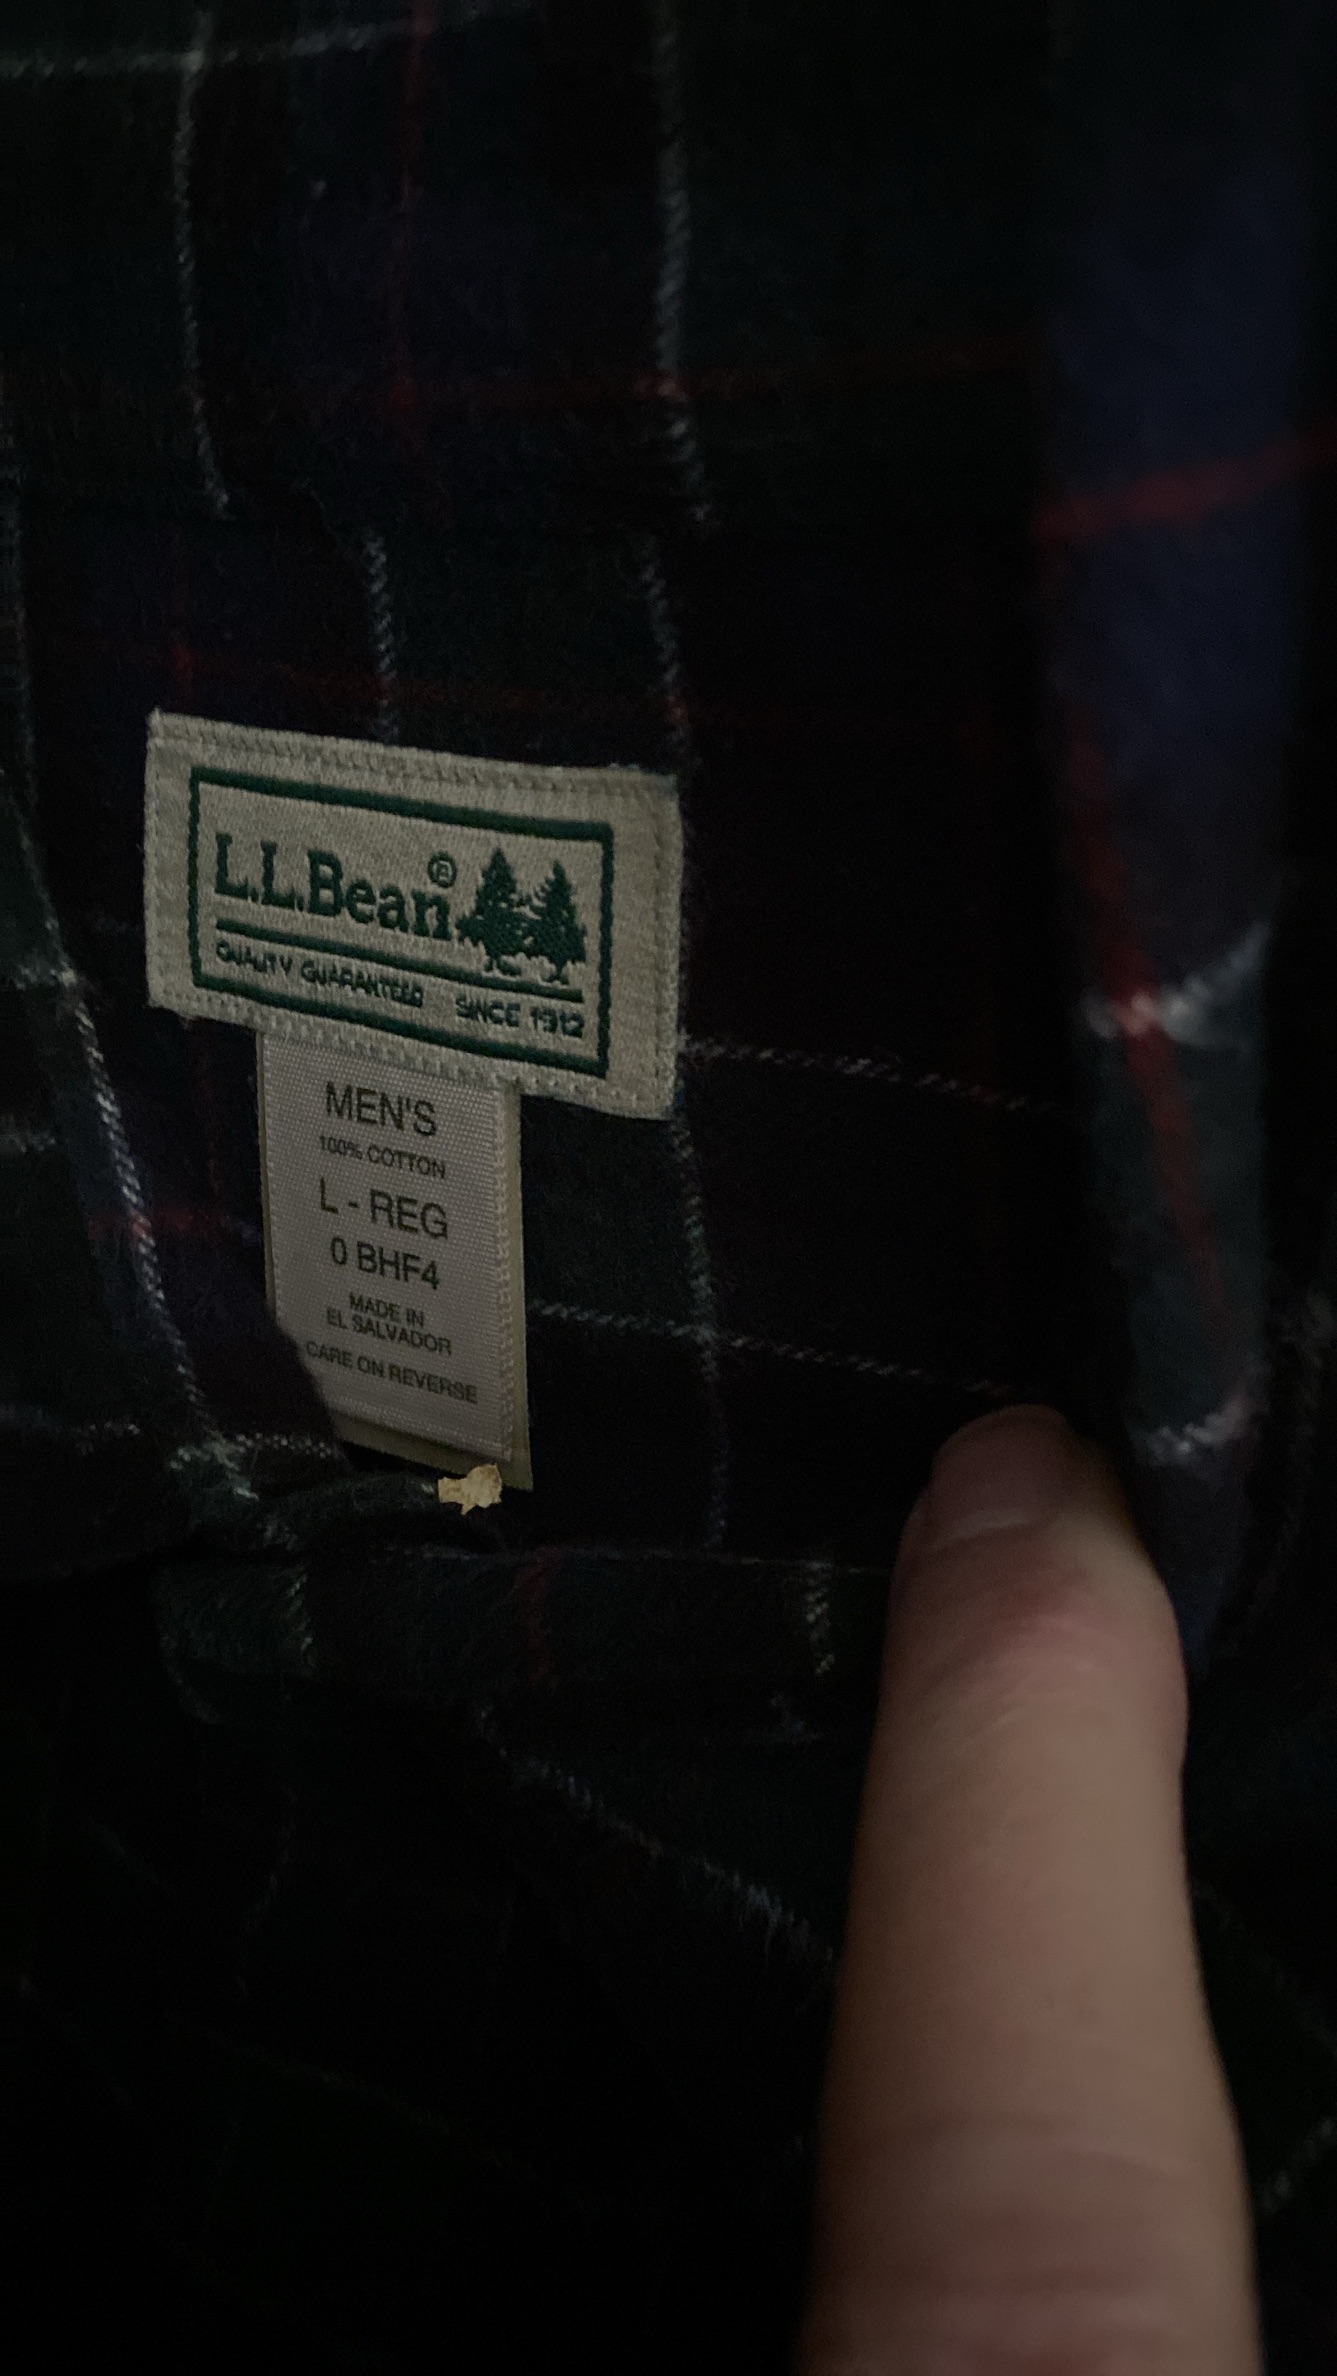 L.L.Bean®
QUALITY GUARANTEED SINCE 1912
MEN'S
100% COTTON
L - REG
0 BHF4
MADE IN
EL SALVADOR
CARE ON REVERSE